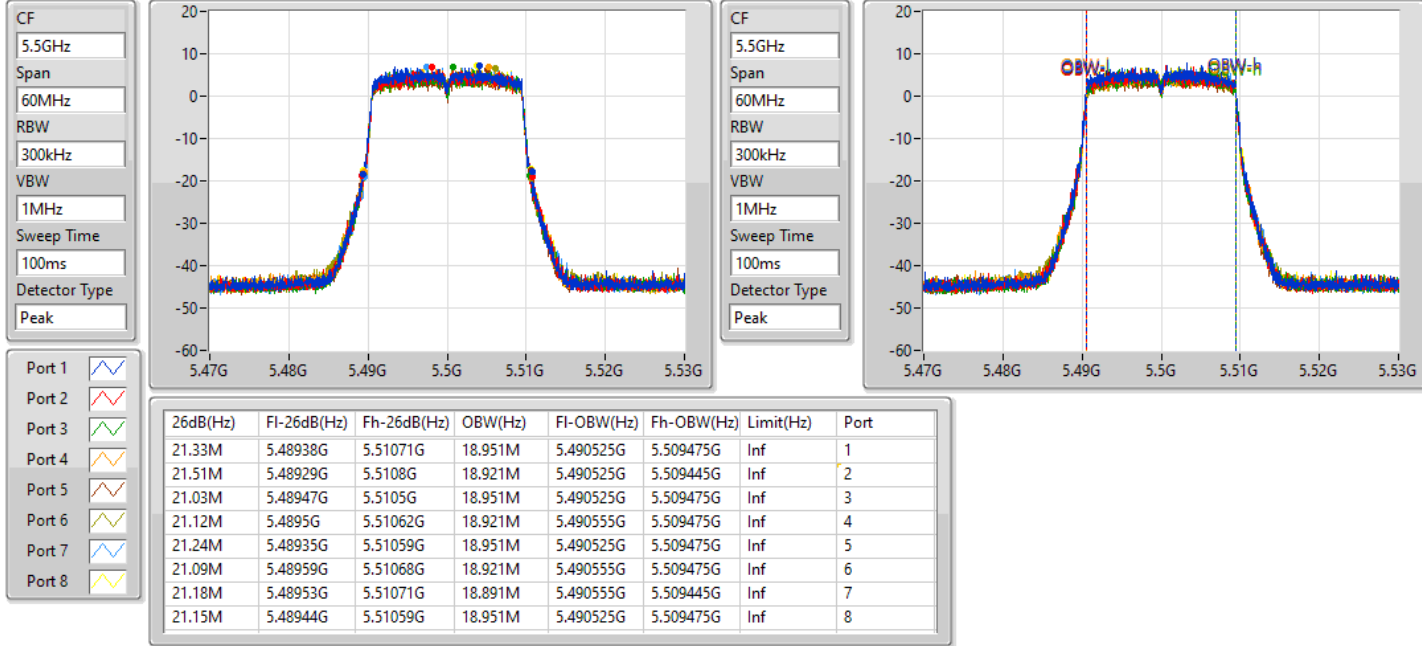 CF
5.5GHz
Span
60MHz
RBW
300kHz
VBW
1MHz
Sweep Time
100ms
Detector Type
Peak
20
10
0
-10
-20
-30
-40
-50
-60
5.47G 5.48G 5.49G 5.5G 5.51G 5.52G 5.53G
CF
5.5GHz
Span
60MHz
RBW
300kHz
VBW
1MHz
Sweep Time
100ms
Detector Type
Peak
20
10
0
-10
-20
-30
-40
-50
-60
OBW-l OBW-h
5.47G 5.48G 5.49G 5.5G 5.51G 5.52G 5.53G
Port 1
Port 2
Port 3
Port 4
Port 5
Port 6
Port 7
Port 8
26dB(Hz) Fl-26dB(Hz) Fh-26dB(Hz) OBW(Hz) Fl-OBW(Hz) Fh-OBW(Hz) Limit(Hz) Port
21.33M 5.48938G 5.51071G 18.951M 5.490525G 5.509475G Inf 1
21.51M 5.48929G 5.5108G 18.921M 5.490525G 5.509445G Inf 2
21.03M 5.48947G 5.5105G 18.951M 5.490525G 5.509475G Inf 3
21.12M 5.4895G 5.51062G 18.921M 5.490555G 5.509475G Inf 4
21.24M 5.48935G 5.51059G 18.951M 5.490525G 5.509475G Inf 5
21.09M 5.48959G 5.51068G 18.921M 5.490555G 5.509475G Inf 6
21.18M 5.48953G 5.51071G 18.891M 5.490555G 5.509445G Inf 7
21.15M 5.48944G 5.51059G 18.951M 5.490525G 5.509475G Inf 8